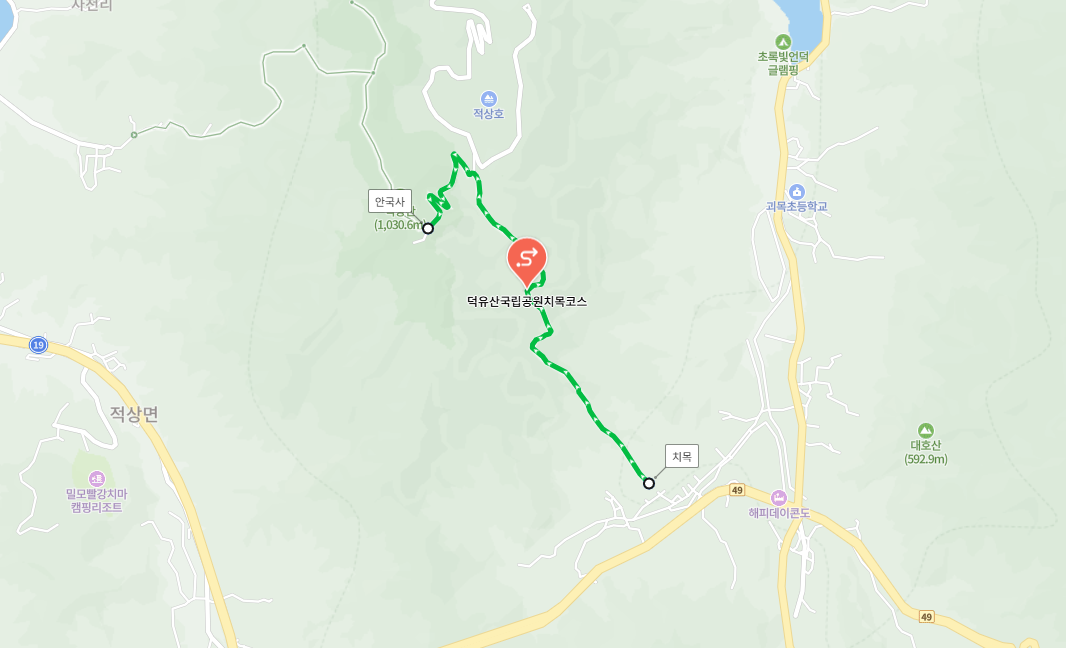 사천리
초록빛언덕
글램핑
적상호
괴목초등학교
안국사
(1,030.6m)
덕유산국립공원치목코스
19
적상면
대호산
(592.9m)
치목
밀모빨강치마
캠핑리조트
49
해피데이콘도
49